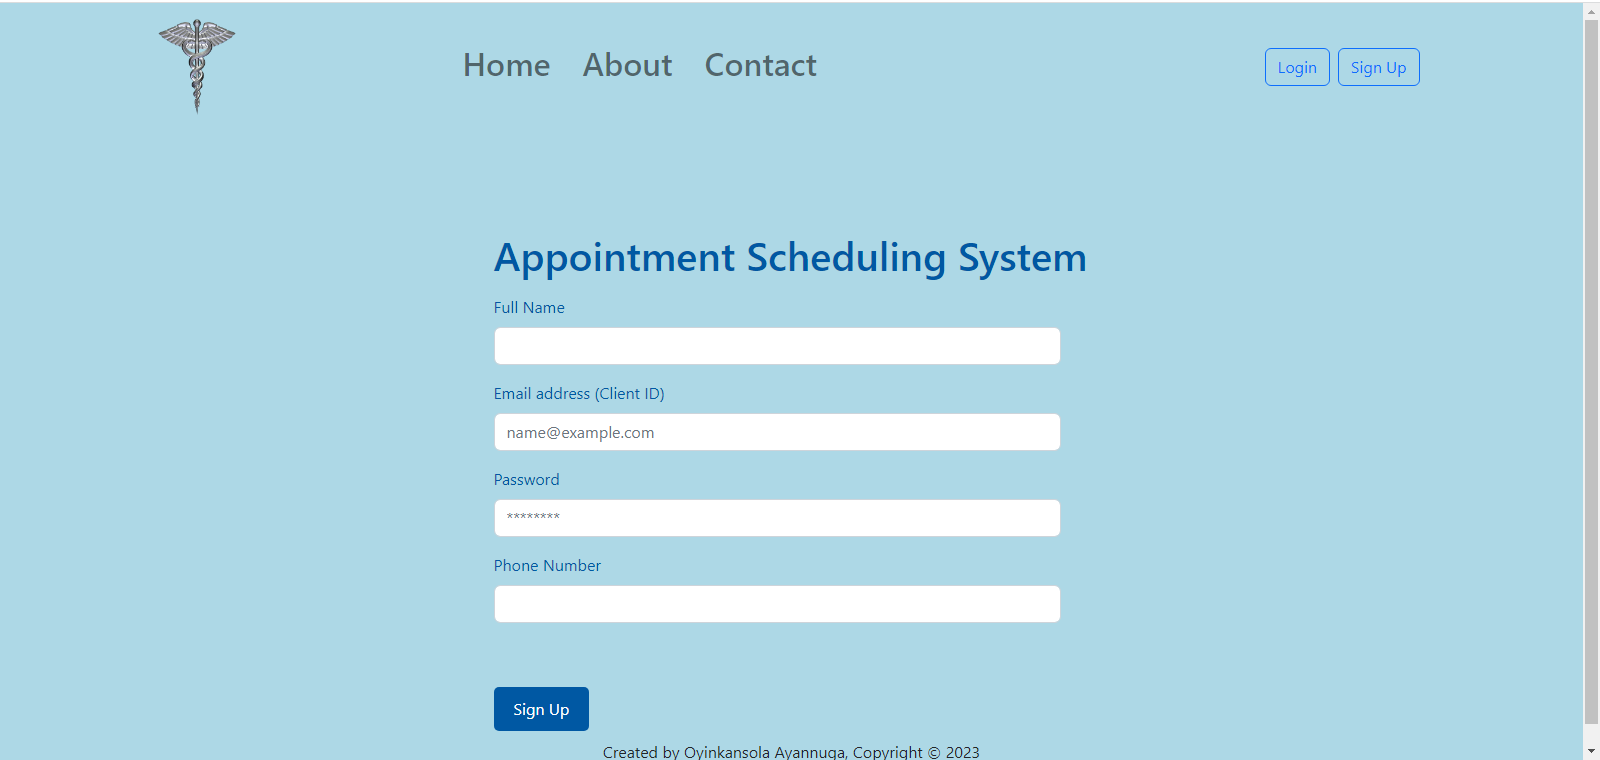 Home About Contact
Login Sign Up
Appointment Scheduling System
Full Name
Email address (Client ID)
name@example.com
Password
********
Phone Number
Sign Up
Created by Oyinkansola Ayannuga, Copyright © 2023